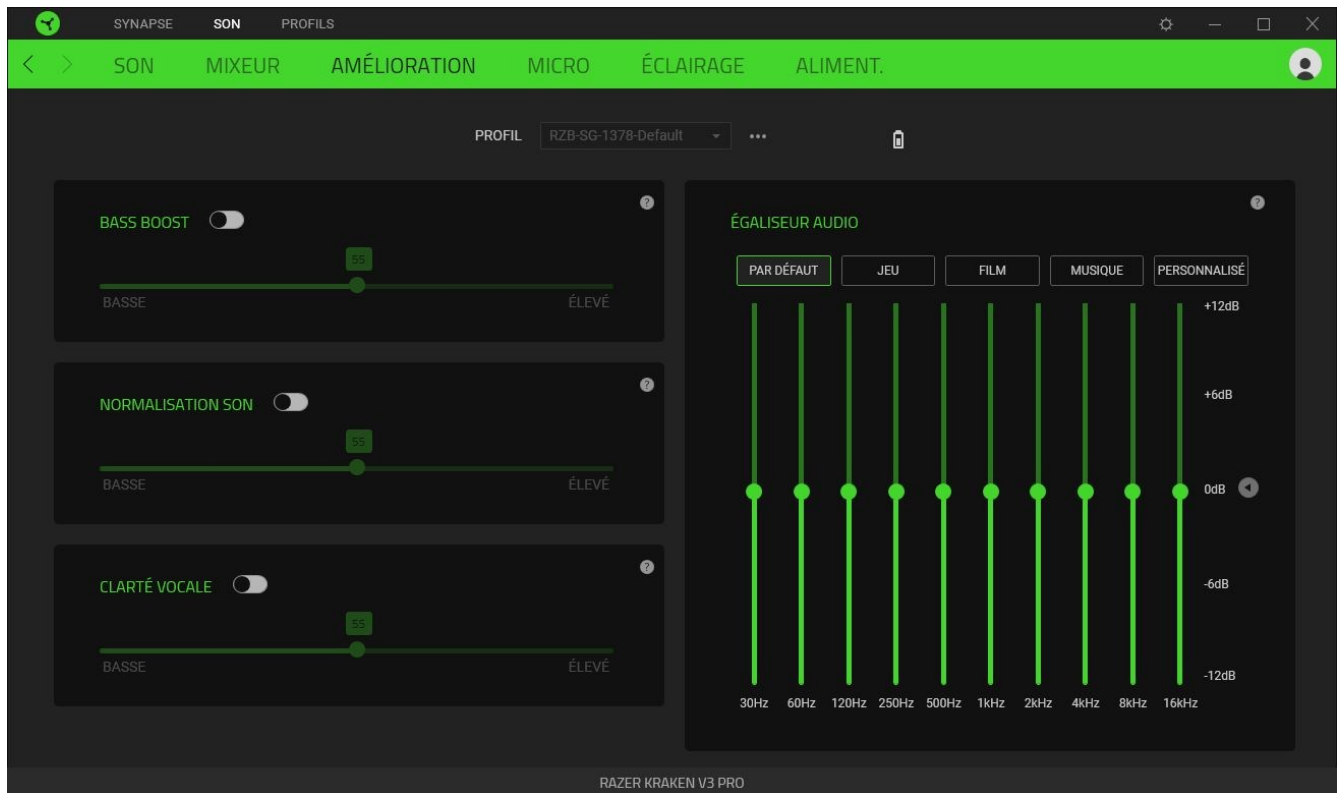 SYNAPSE SON PROFILS
SON MIXEUR AMÉLIORATION MICRO ÉCLAIRAGE ALIMENT.
PROFIL RZB-SG-1378-Default
BASS BOOST
55
BASSE ÉLEVÉ
NORMALISATION SON
55
BASSE ÉLEVÉ
CLARTÉ VOCALE
55
BASSE ÉLEVÉ
ÉGALISEUR AUDIO
PAR DÉFAUT JEU FILM MUSIQUE PERSONNALISÉ
+12dB
+6dB
0dB
-6dB
-12dB
30Hz 60Hz 120Hz 250Hz 500Hz 1kHz 2kHz 4kHz 8kHz 16kHz
RAZER KRAKEN V3 PRO